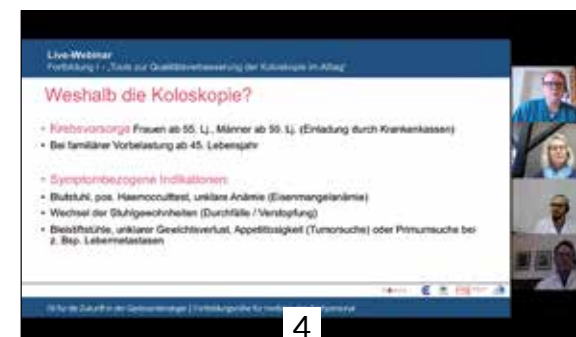 Live-Webinar
Fortbildung I - „Tools zur Qualitätsverbesserung der Koloskopie im Alltag“
Weshalb die Koloskopie?
• Krebsvorsorge Frauen ab 55. Lj., Männer ab 50. Lj. (Einladung durch Krankenkassen)
• Bei familiärer Vorbelastung ab 45. Lebensjahr
• Symptombezogene Indikationen:
• Blutstuhl, pos. Haemocculttest, unklare Anämie (Eisenmangelanämie)
• Wechsel der Stuhlgewohnheiten (Durchfälle / Verstopfung)
• Bleistiftstühle, unklarer Gewichtsverlust, Appetitlosigkeit (Tumorsuche) oder Primumsuche bei
z. Bsp. Lebermetastasen
Fit für die Zukunft in der Gastroenterologie | Fortbildungsreihe für
4